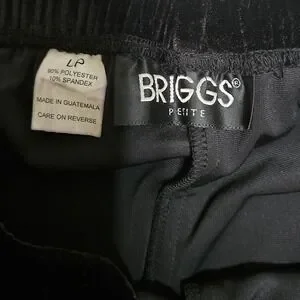 LP
90% POLYESTER
10% SPANDEX
MADE IN GUATEMALA
CARE ON REVERSE
BRIGGS®
PETITE